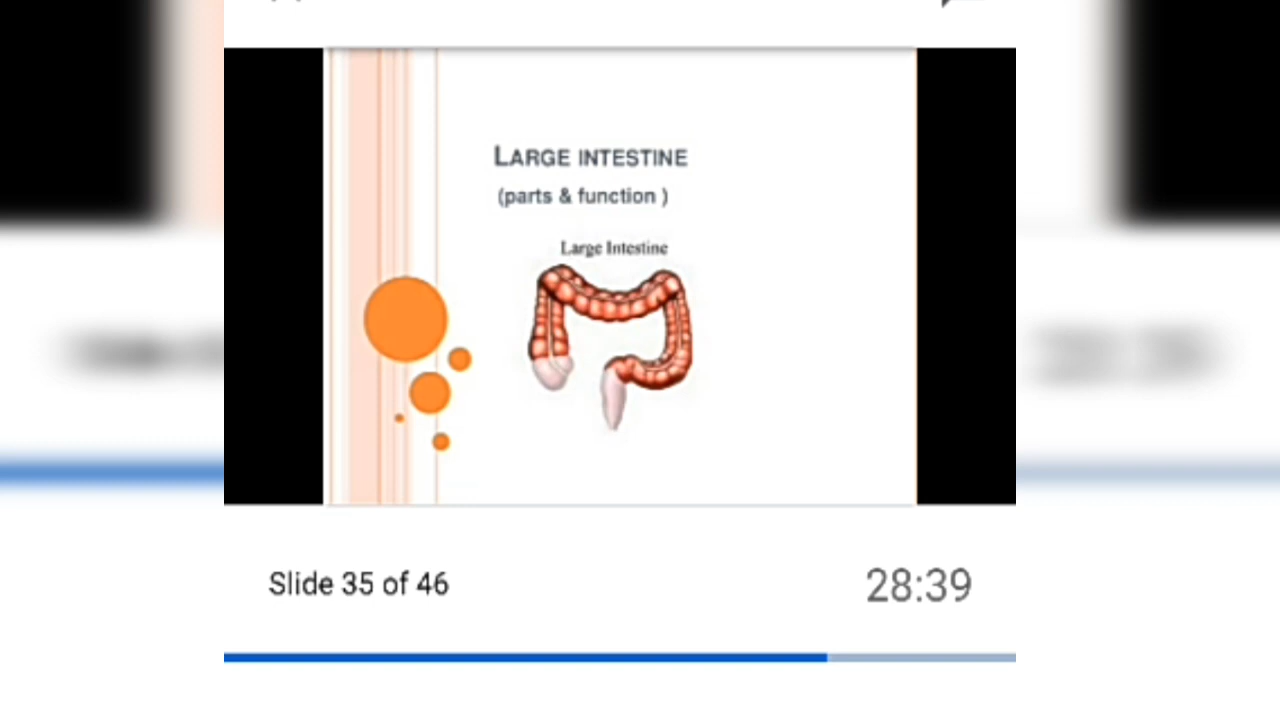 LARGE INTESTINE
(parts & function )
Large Intestine
Slide 35 of 46
28:39